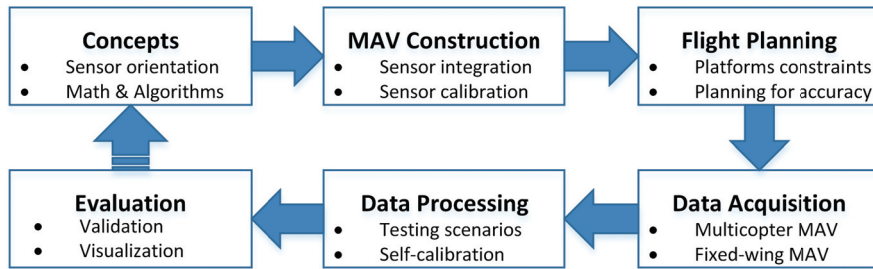 Concepts
• Sensor orientation
• Math & Algorithms
MAV Construction
• Sensor integration
• Sensor calibration
Flight Planning
• Platforms constraints
• Planning for accuracy
Data Acquisition
• Multicopter MAV
• Fixed-wing MAV
Data Processing
• Testing scenarios
• Self-calibration
Evaluation
• Validation
• Visualization